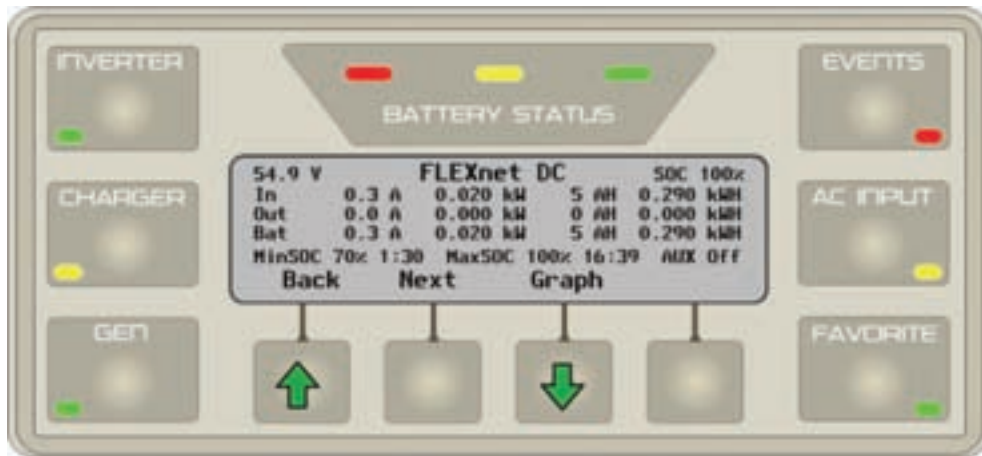 INVERTER
EVENTS
BATTERY STATUS
54.9 V FLEXnet DC SOC 100%
In 0.3 A 0.020 kW 5 AH 0.290 kWH
Out 0.0 A 0.000 kW 0 AH 0.000 kWH
Bat 0.3 A 0.020 kW 5 AH 0.290 kWH
MinSOC 70% 1:30 MaxSOC 100% 16:39 AUX Off
Back Next Graph
CHARGER
AC INPUT
GEN
FAVORITE